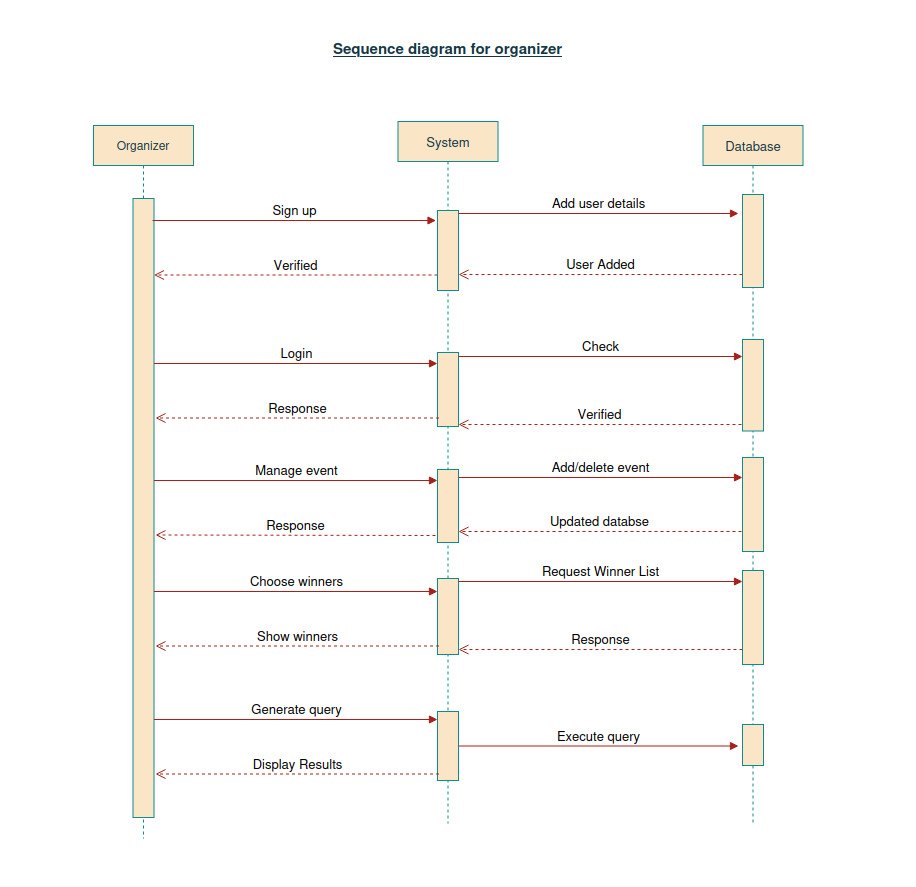 Sequence diagram for organizer
Organizer
System
Database
Sign up
Add user details
Verified
User Added
Login
Check
Response
Verified
Manage event
Add/delete event
Response
Updated databse
Choose winners
Request Winner List
Show winners
Response
Generate query
Execute query
Display Results